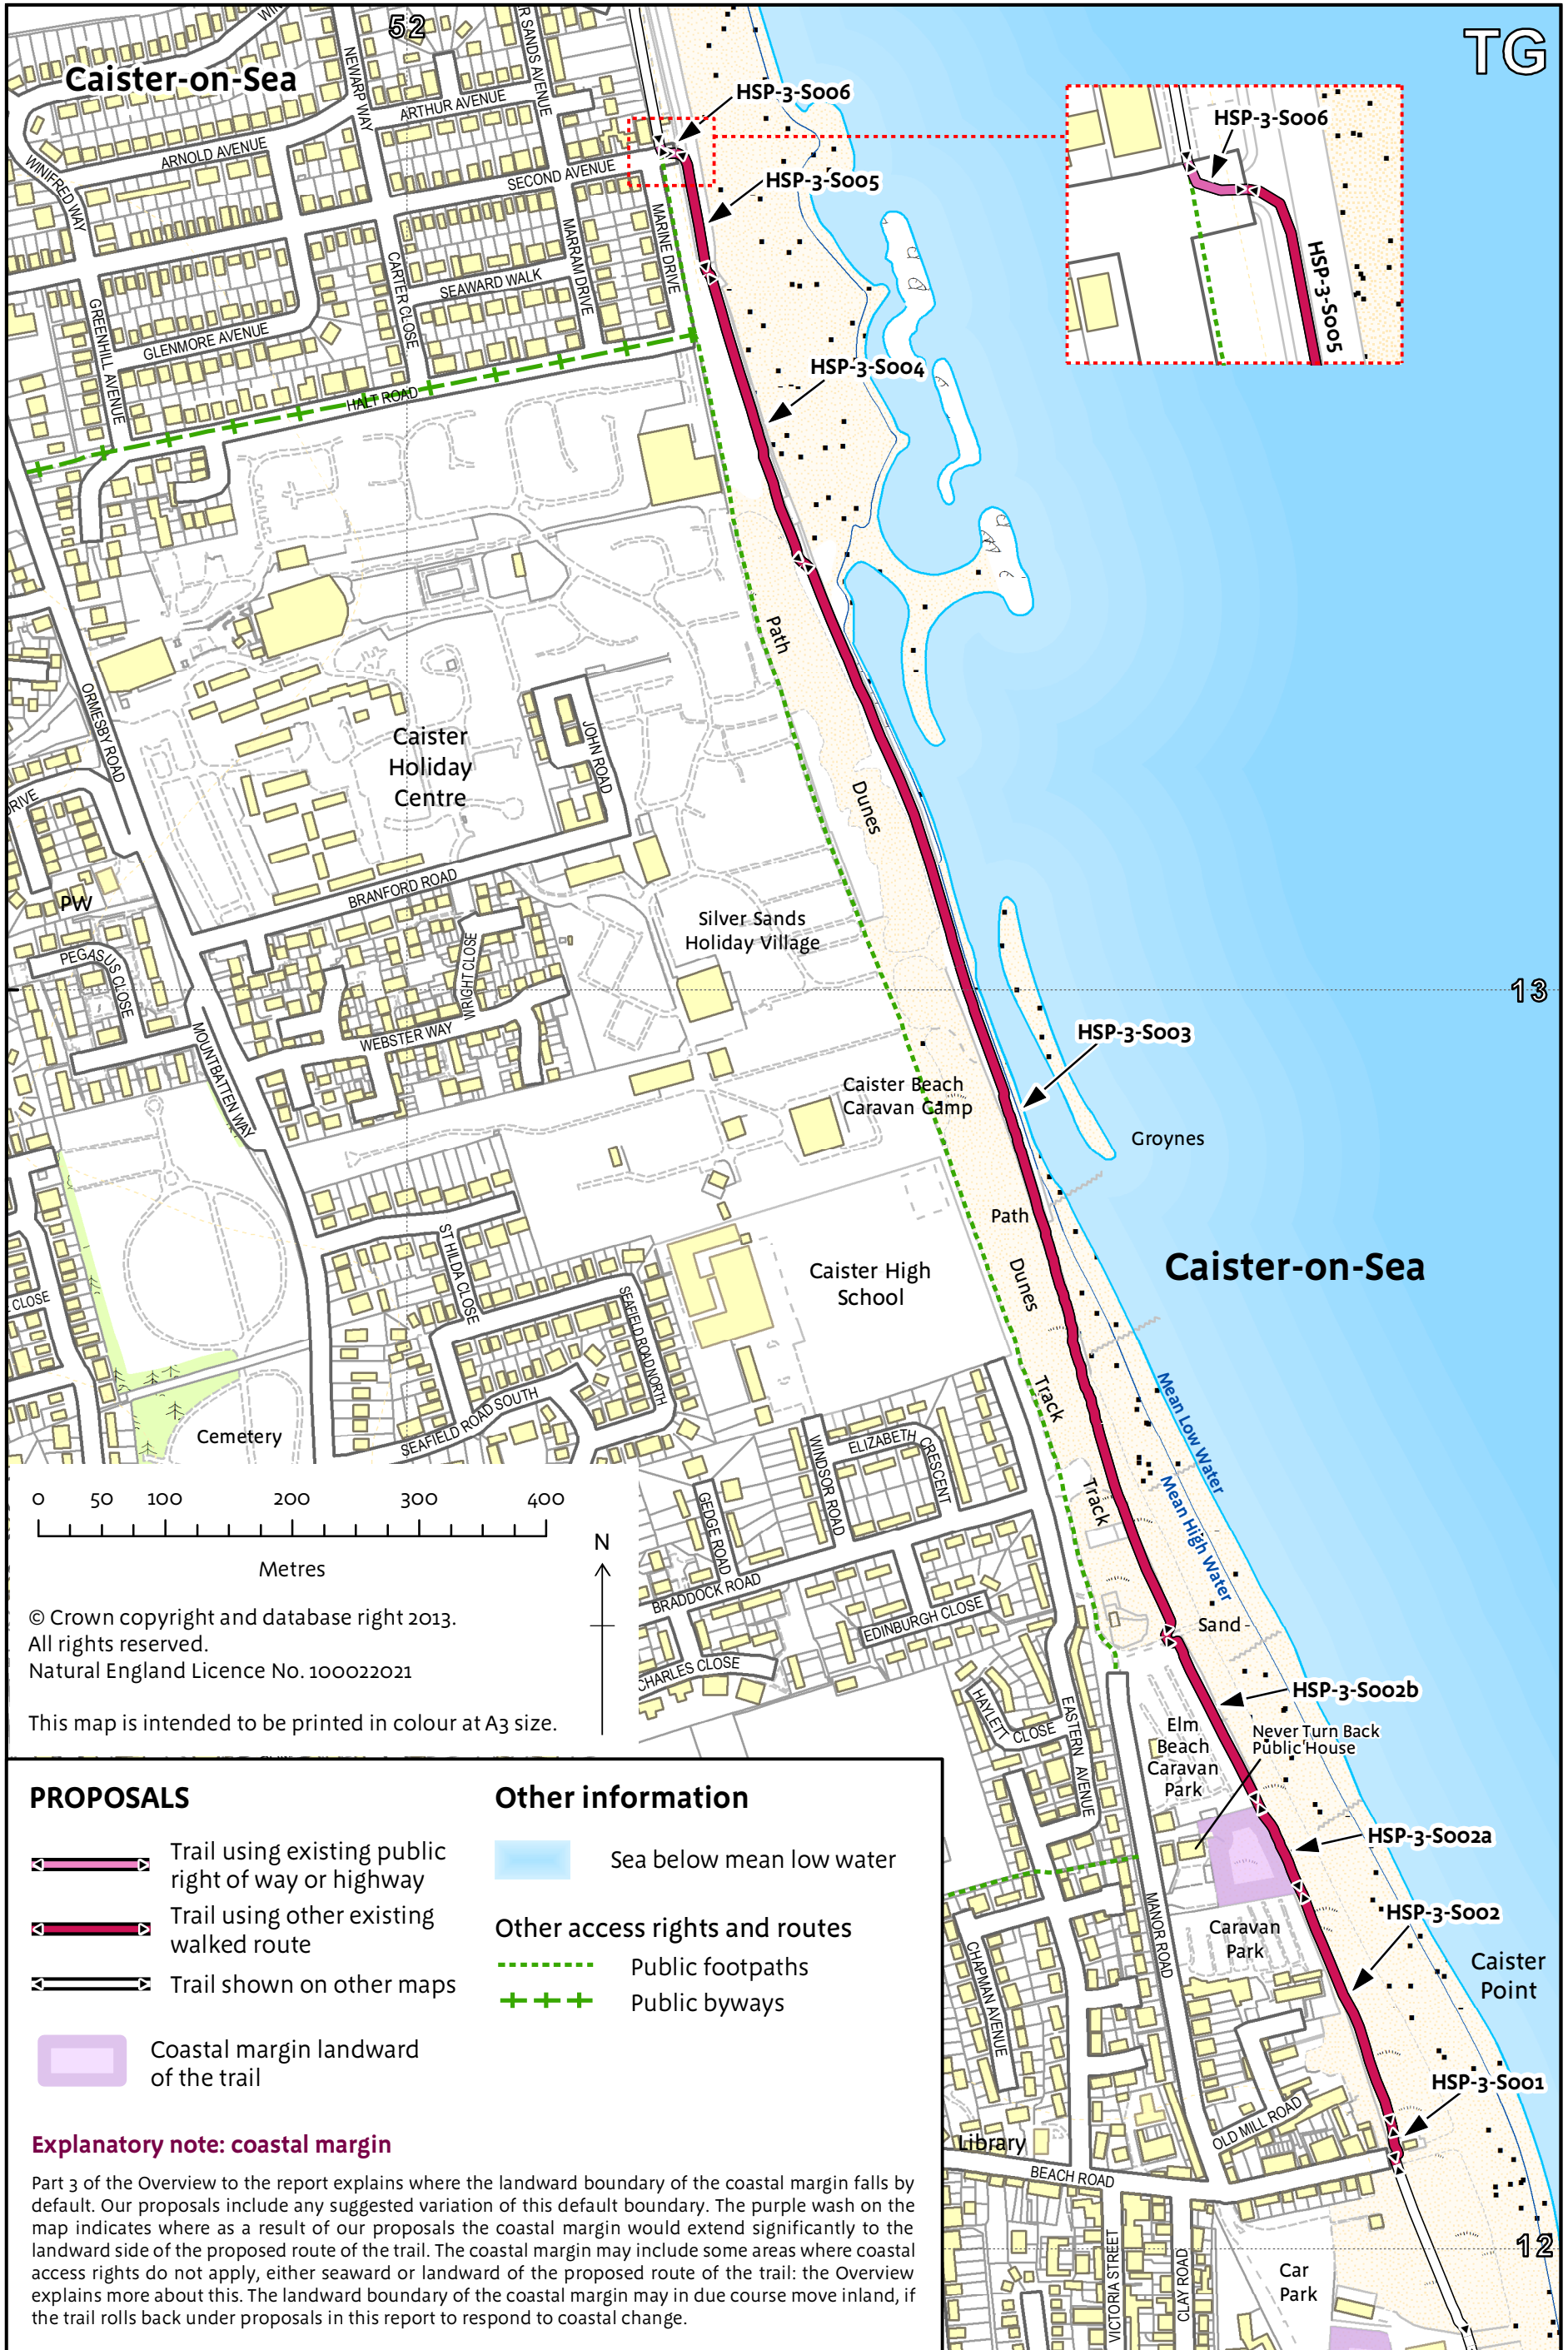 52
TG
Caister-on-Sea
NEWARP WAY
R SANDS AVENUE
ARTHUR AVENUE
HSP-3-S006
HSP-3-S006
ARNOLD AVENUE
WINIFRED WAY
SECOND AVENUE
HSP-3-S005
HSP-3-S005
MARINE DRIVE
MARRAM DRIVE
CARTER CLOSE
SEAWARD WALK
GREENHILL AVENUE
GLENMORE AVENUE
HSP-3-S004
HALT ROAD
Path
ORMESBY ROAD
JOHN ROAD
Caister
Holiday
Centre
Dunes
DRIVE
BRANFORD ROAD
PW
Silver Sands
Holiday Village
PEGASUS CLOSE
WRIGHT CLOSE
13
WEBSTER WAY
MOUNTBATTEN WAY
HSP-3-S003
Caister Beach
Caravan Camp
Groynes
Path
ST HILDA CLOSE
Caister High
School
Dunes
Caister-on-Sea
CLOSE
SEAFIELD ROAD NORTH
SEAFIELD ROAD SOUTH
Track
Mean Low Water
Cemetery
WINDSOR ROAD
ELIZABETH CRESCENT
GEDGE ROAD
Track
Mean High Water
0 50 100 200 300 400
Metres
N
BRADDOCK ROAD
EDINBURGH CLOSE
Sand
CHARLES CLOSE
© Crown copyright and database right 2013.
All rights reserved.
Natural England Licence No. 100022021
This map is intended to be printed in colour at A3 size.
HAYLETT CLOSE
EASTERN AVENUE
HSP-3-S002b
Elm
Beach
Caravan
Park
Never Turn Back
Public House
HSP-3-S002a
MANOR ROAD
HSP-3-S002
Caravan
Park
CHAPMAN AVENUE
Caister
Point
HSP-3-S001
OLD MILL ROAD
Library
BEACH ROAD
VICTORIA STREET
CLAY ROAD
12
Car
Park
PROPOSALS
Trail using existing public
right of way or highway
Trail using other existing
walked route
Trail shown on other maps
Coastal margin landward
of the trail
Other information
Sea below mean low water
Other access rights and routes
Public footpaths
Public byways
Explanatory note: coastal margin
Part 3 of the Overview to the report explains where the landward boundary of the coastal margin falls by
default. Our proposals include any suggested variation of this default boundary. The purple wash on the
map indicates where as a result of our proposals the coastal margin would extend significantly to the
landward side of the proposed route of the trail. The coastal margin may include some areas where coastal
access rights do not apply, either seaward or landward of the proposed route of the trail: the Overview
explains more about this. The landward boundary of the coastal margin may in due course move inland, if
the trail rolls back under proposals in this report to respond to coastal change.